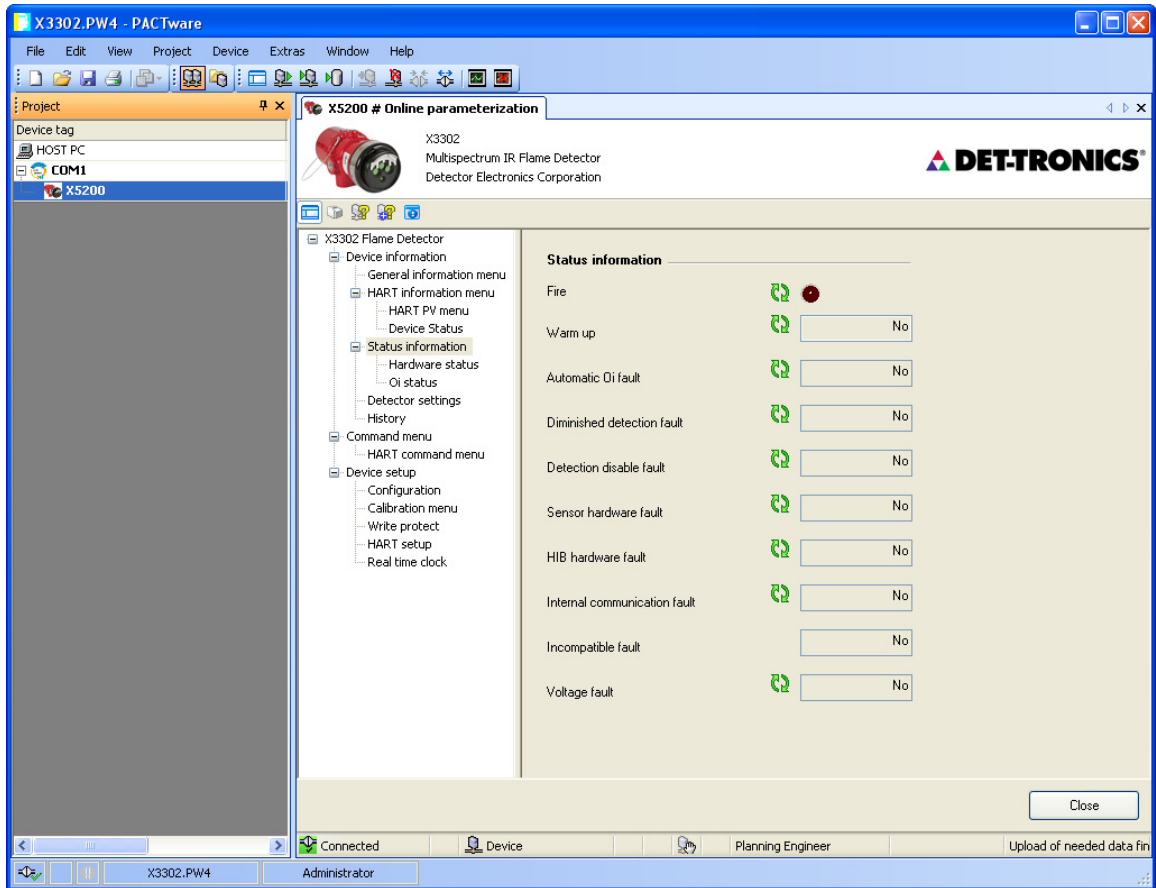 X3302.PW4 - PACTware
File Edit View Project Device Extras Window Help
Project
X5200 # Online parameterization
Device tag
HOST PC
COM1
X5200
X3302
Multispectrum IR Flame Detector
Detector Electronics Corporation
DET-TRONICS®
X3302 Flame Detector
Device information
General information menu
HART information menu
HART PV menu
Device Status
Status information
Hardware status
Oi status
Detector settings
History
Command menu
HART command menu
Device setup
Configuration
Calibration menu
Write protect
HART setup
Real time clock
Status information
Fire
Warm up No
Automatic Oi fault No
Diminished detection fault No
Detection disable fault No
Sensor hardware fault No
HIB hardware fault No
Internal communication fault No
Incompatible fault No
Voltage fault No
Close
Connected Device Planning Engineer Upload of needed data fin
X3302.PW4 Administrator